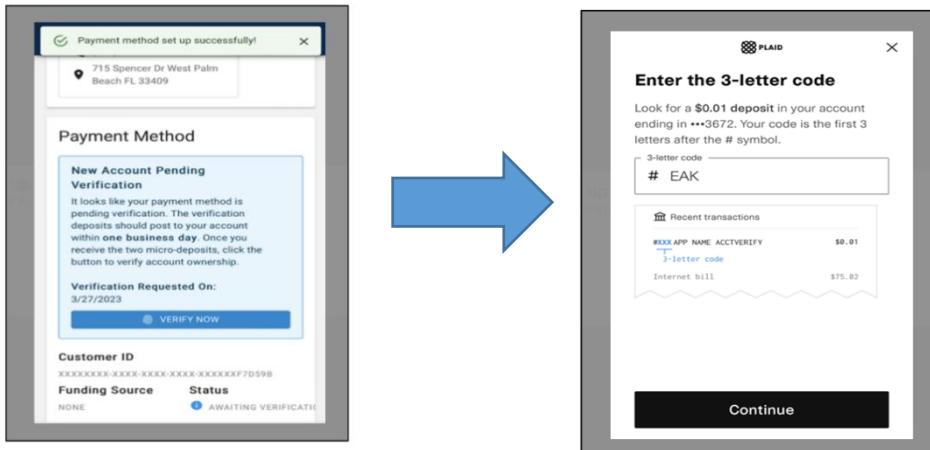 Payment method set up successfully!
715 Spencer Dr West Palm
Beach FL 33409
Payment Method
New Account Pending
Verification
It looks like your payment method is
pending verification. The verification
deposits should post to your account
within one business day. Once you
receive the two micro-deposits, click the
button to verify account ownership.
Verification Requested On:
3/27/2023
VERIFY NOW
Customer ID
XXXXXXXX-XXXX-XXXX-XXXX-XXXXXXF7D59B
Funding Source Status
NONE AWAITING VERIFICATI
PLAID
Enter the 3-letter code
Look for a $0.01 deposit in your account
ending in •••3672. Your code is the first 3
letters after the # symbol.
3-letter code
# EAK
Recent transactions
#XXX APP NAME ACCTVERIFY $0.01
3-letter code
Internet bill $75.02
Continue